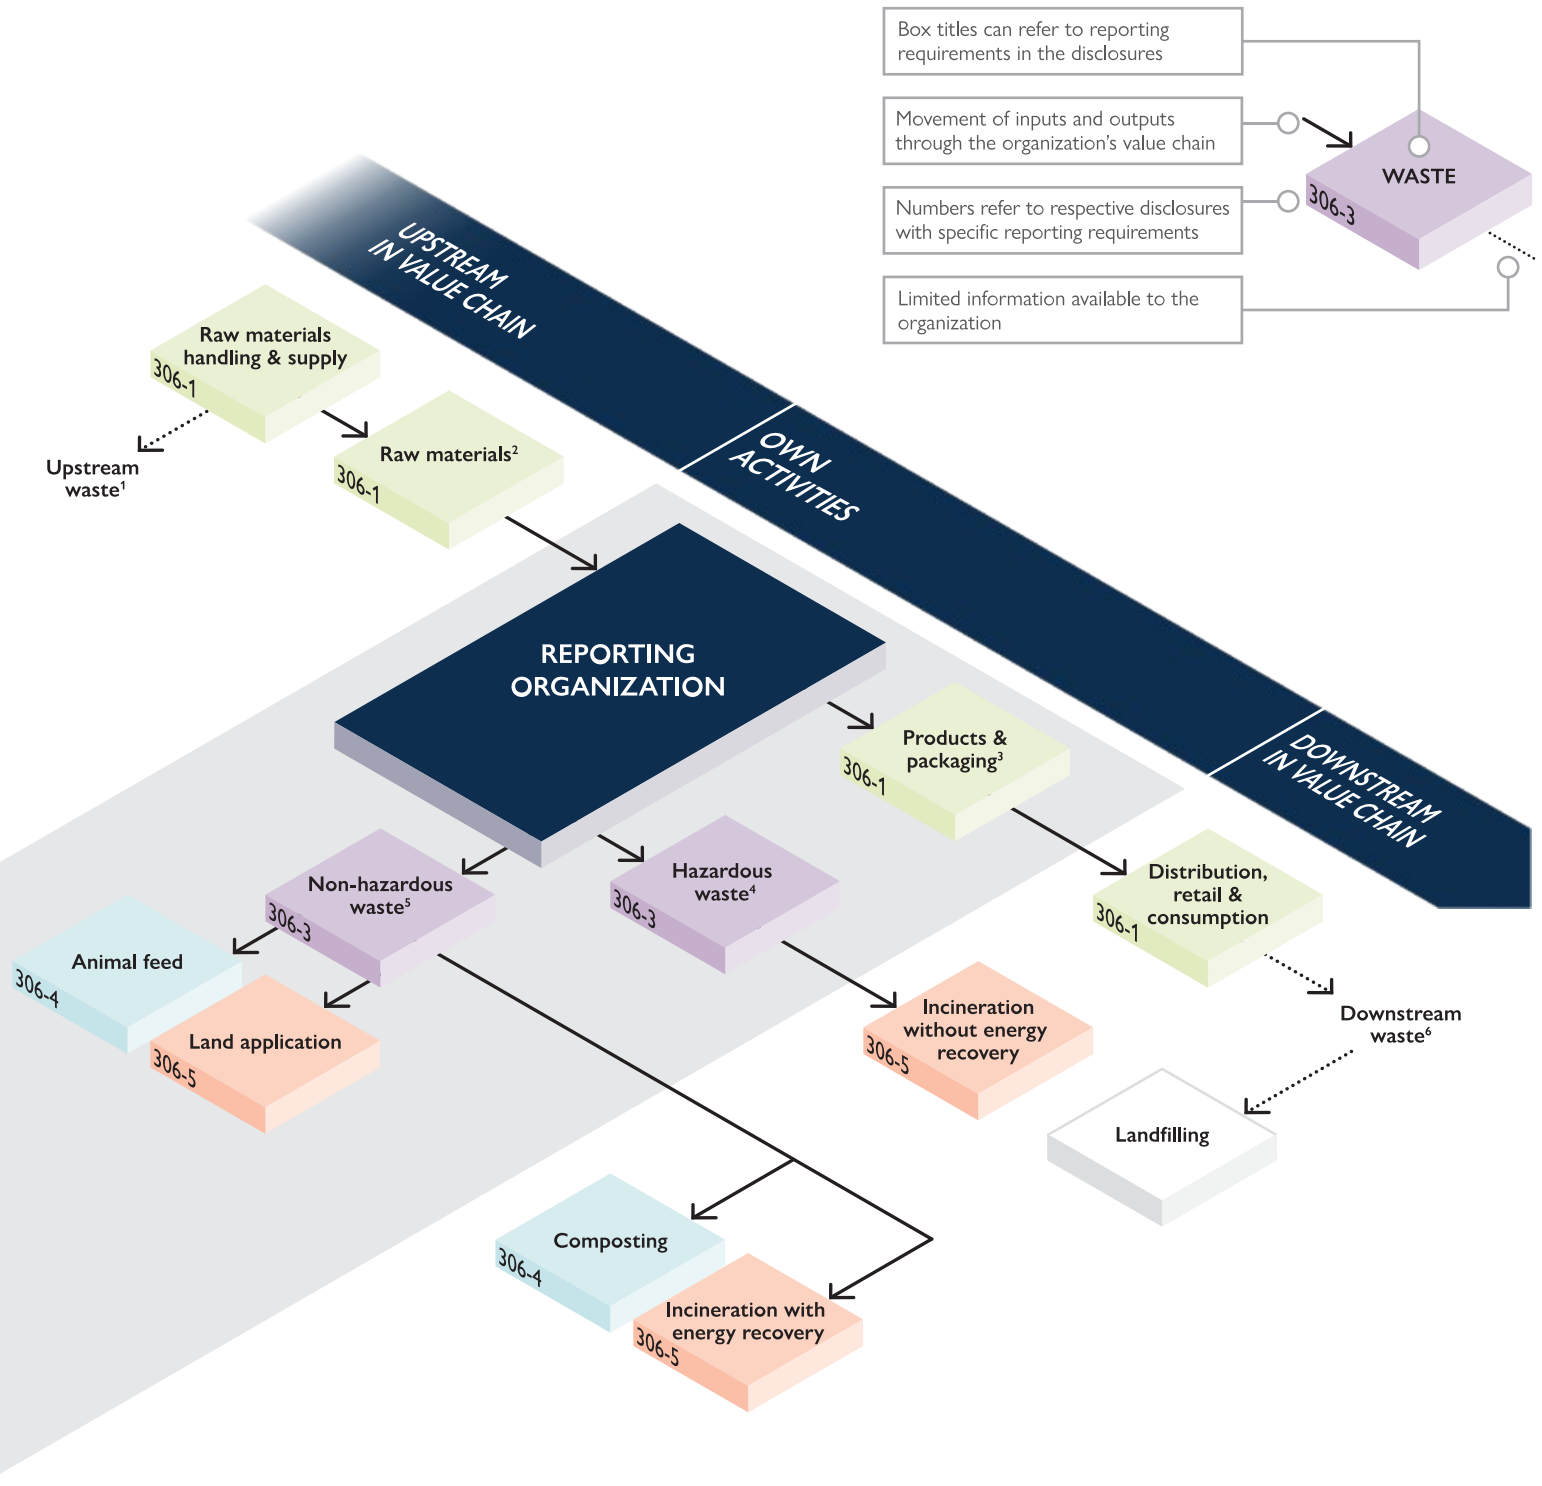 Box titles can refer to reporting
requirements in the disclosures
Movement of inputs and outputs
through the organization's value chain
Numbers refer to respective disclosures
with specific reporting requirements
Limited information available to the
organization
WASTE
306-3
UPSTREAM
IN VALUE CHAIN
OWN
ACTIVITIES
DOWNSTREAM
IN VALUE CHAIN
Raw materials
handling & supply
306-1
Upstream
waste¹
Raw materials²
306-1
REPORTING
ORGANIZATION
Products &
packaging³
306-1
Non-hazardous
waste⁵
306-3
Hazardous
waste⁴
306-3
Distribution,
retail &
consumption
306-1
Animal feed
306-4
Land application
306-5
Incineration
without energy
recovery
306-5
Downstream
waste⁶
Landfilling
Composting
306-4
Incineration with
energy recovery
306-5